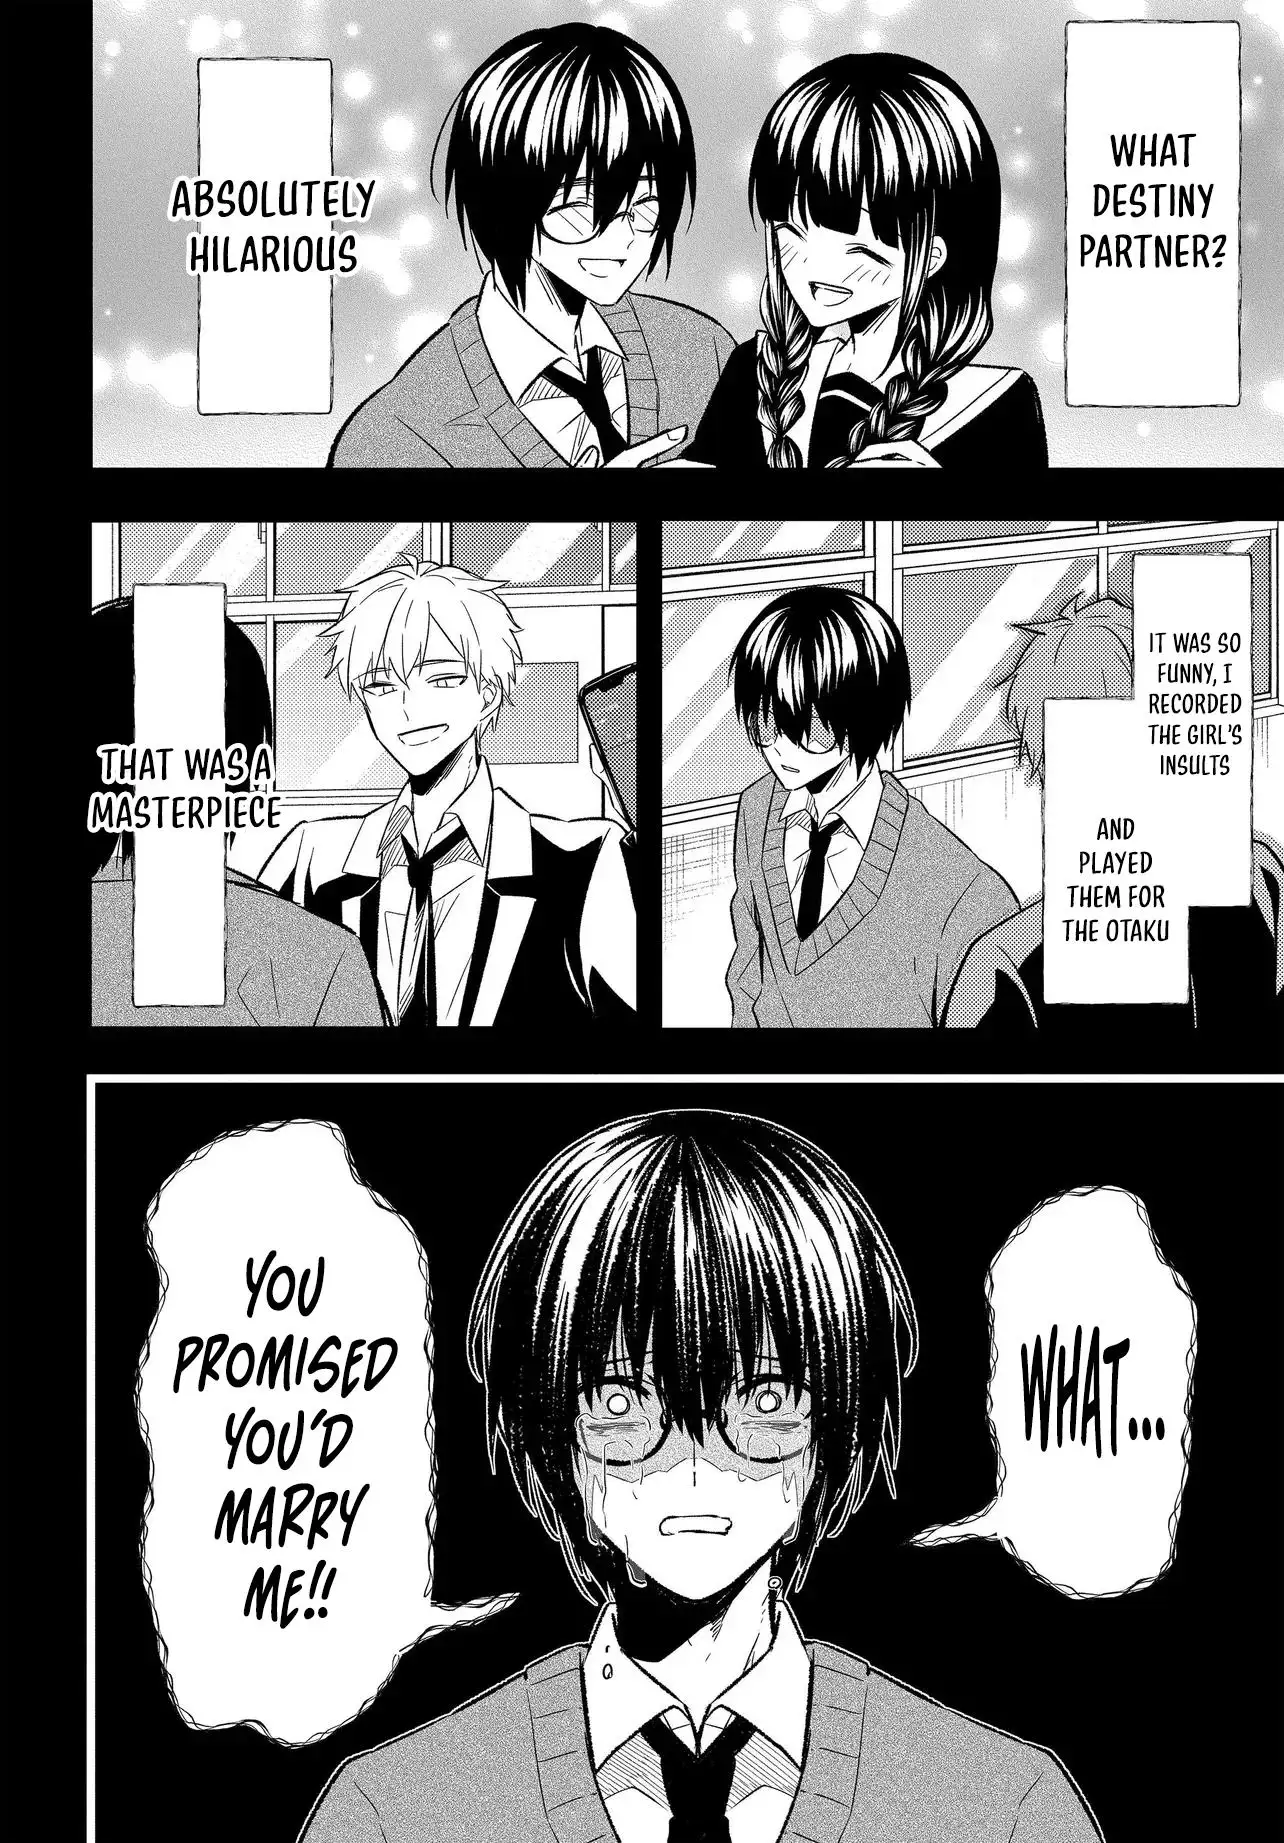 WHAT
DESTINY
PARTNER?
ABSOLUTELY
HILARIOUS
IT WAS SO
FUNNY, I
RECORDED
THE GIRL'S
INSULTS
AND
PLAYED
THEM FOR
THE OTAKU
THAT WAS A
MASTERPIECE
WHAT...
YOU
PROMISED
YOU'D
MARRY
ME!!